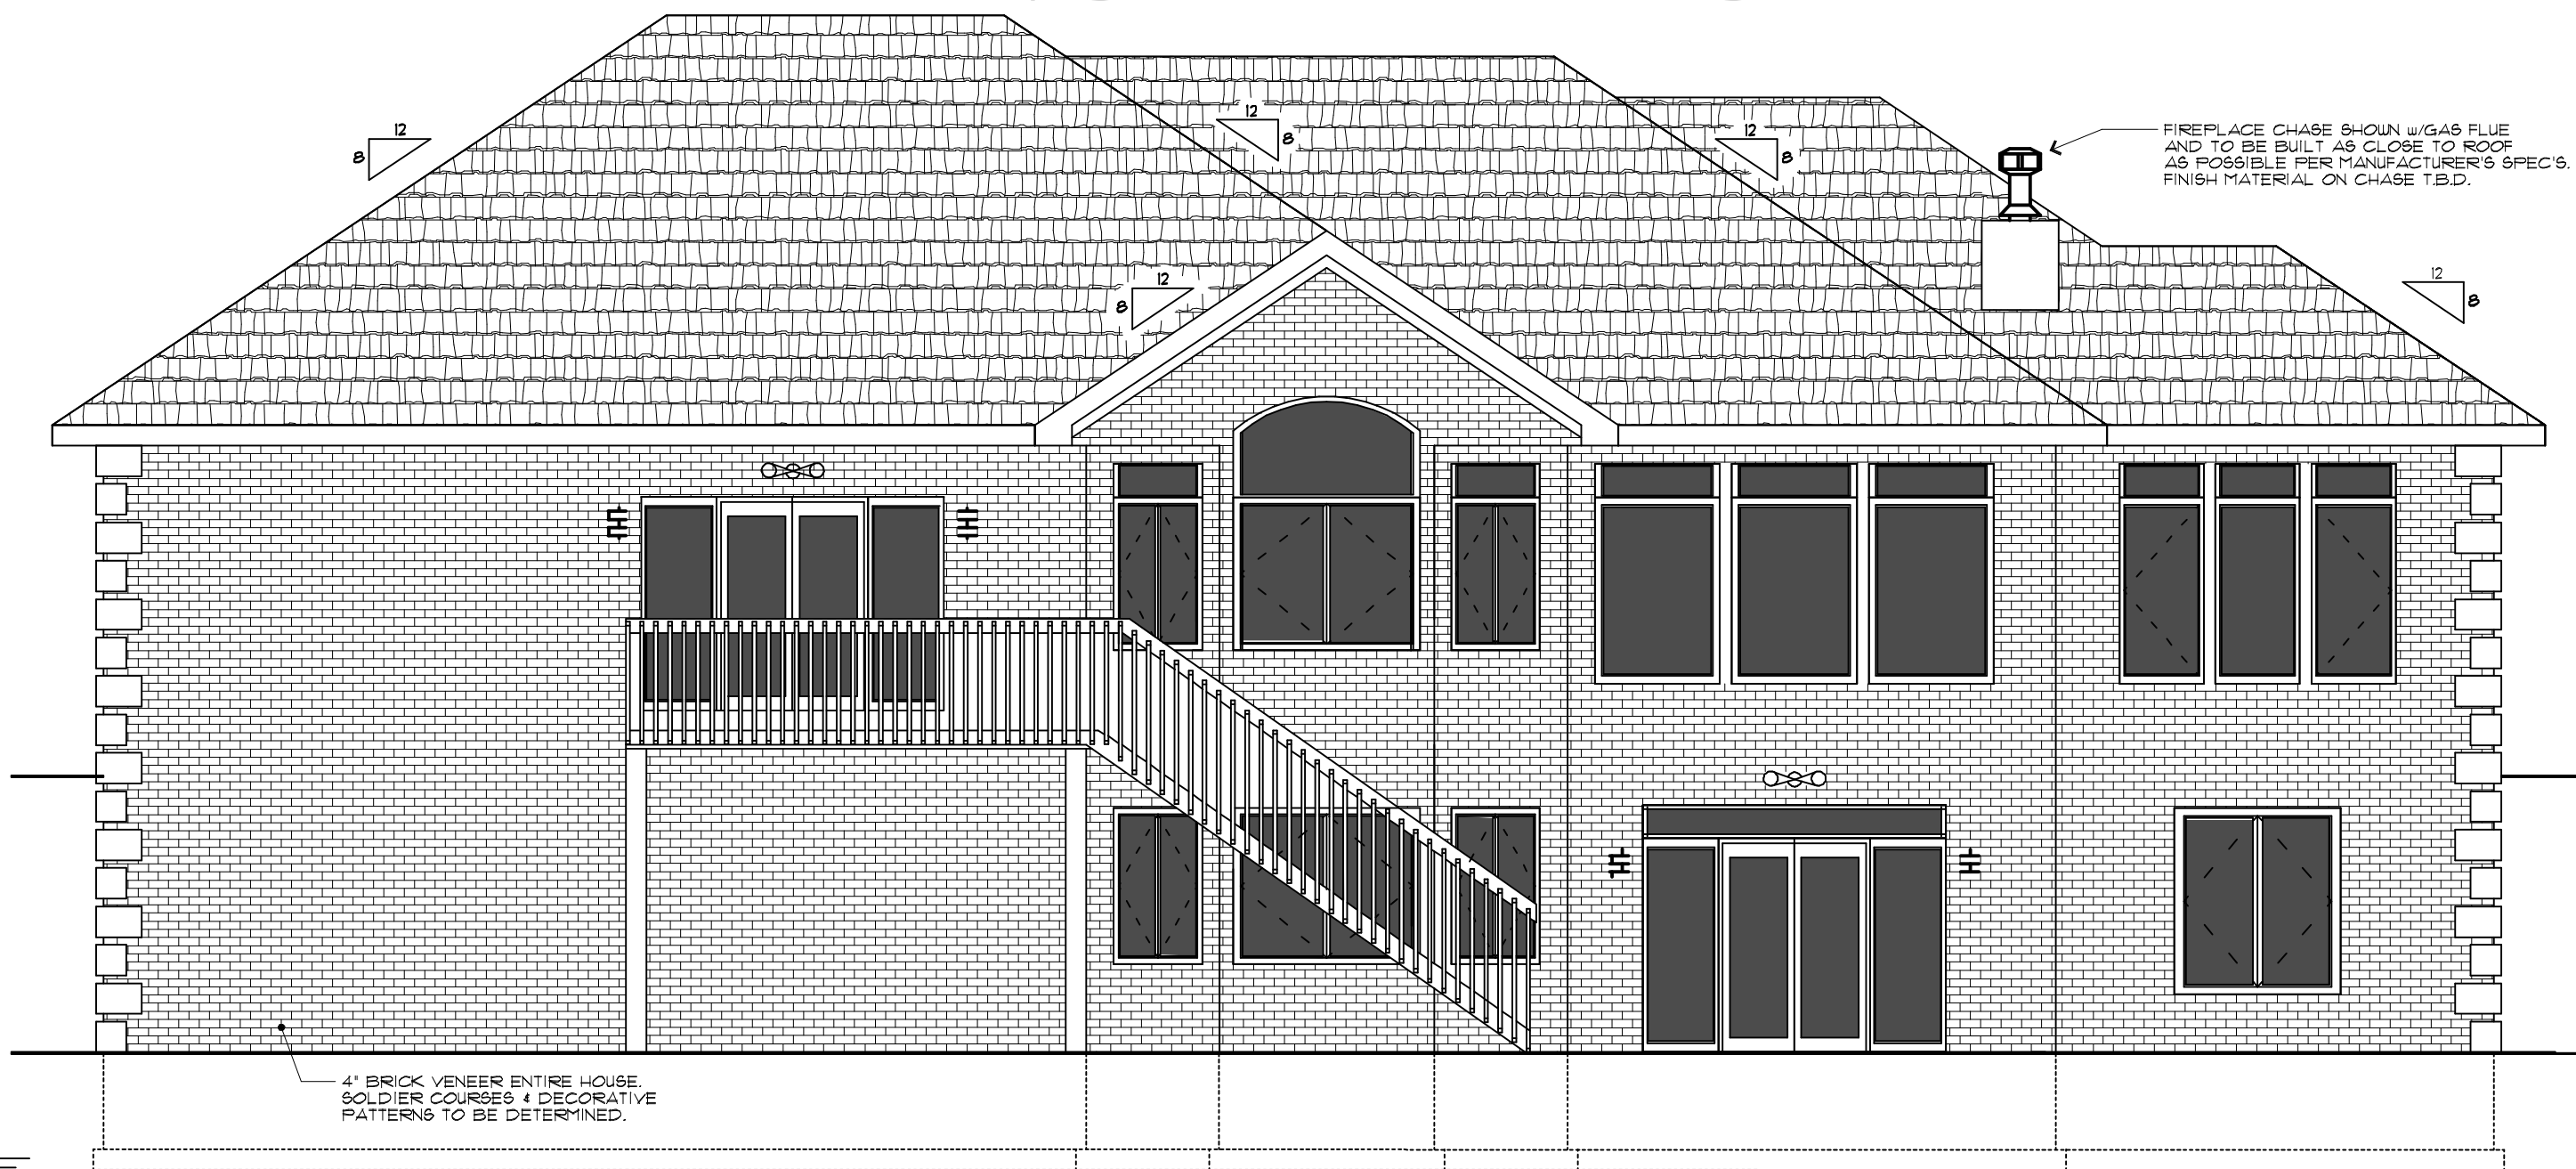 12
8
12
8
12
8
FIREPLACE CHASE SHOWN w/GAS FLUE
AND TO BE BUILT AS CLOSE TO ROOF
AS POSSIBLE PER MANUFACTURER'S SPEC'S.
FINISH MATERIAL ON CHASE T.B.D.
12
8
12
8
4" BRICK VENEER ENTIRE HOUSE.
SOLDIER COURSES & DECORATIVE
PATTERNS TO BE DETERMINED.